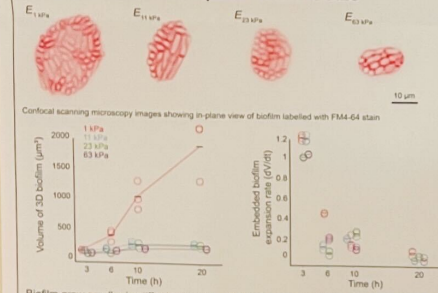 E1 kPa E11 kPa E23 kPa E63 kPa
10 μm
Confocal scanning microscopy images showing in-plane view of biofilm labelled with FM4-64 stain
Volume of 3D biofilm (μm³)
2000
1500
1000
500
0
1 kPa
11 kPa
23 kPa
63 kPa
3 6 10 20
Time (h)
Embedded biofilm
expansion rate (dV/dt)
1.2
1
0.8
0.6
0.4
0.2
0
3 6 10 20
Time (h)